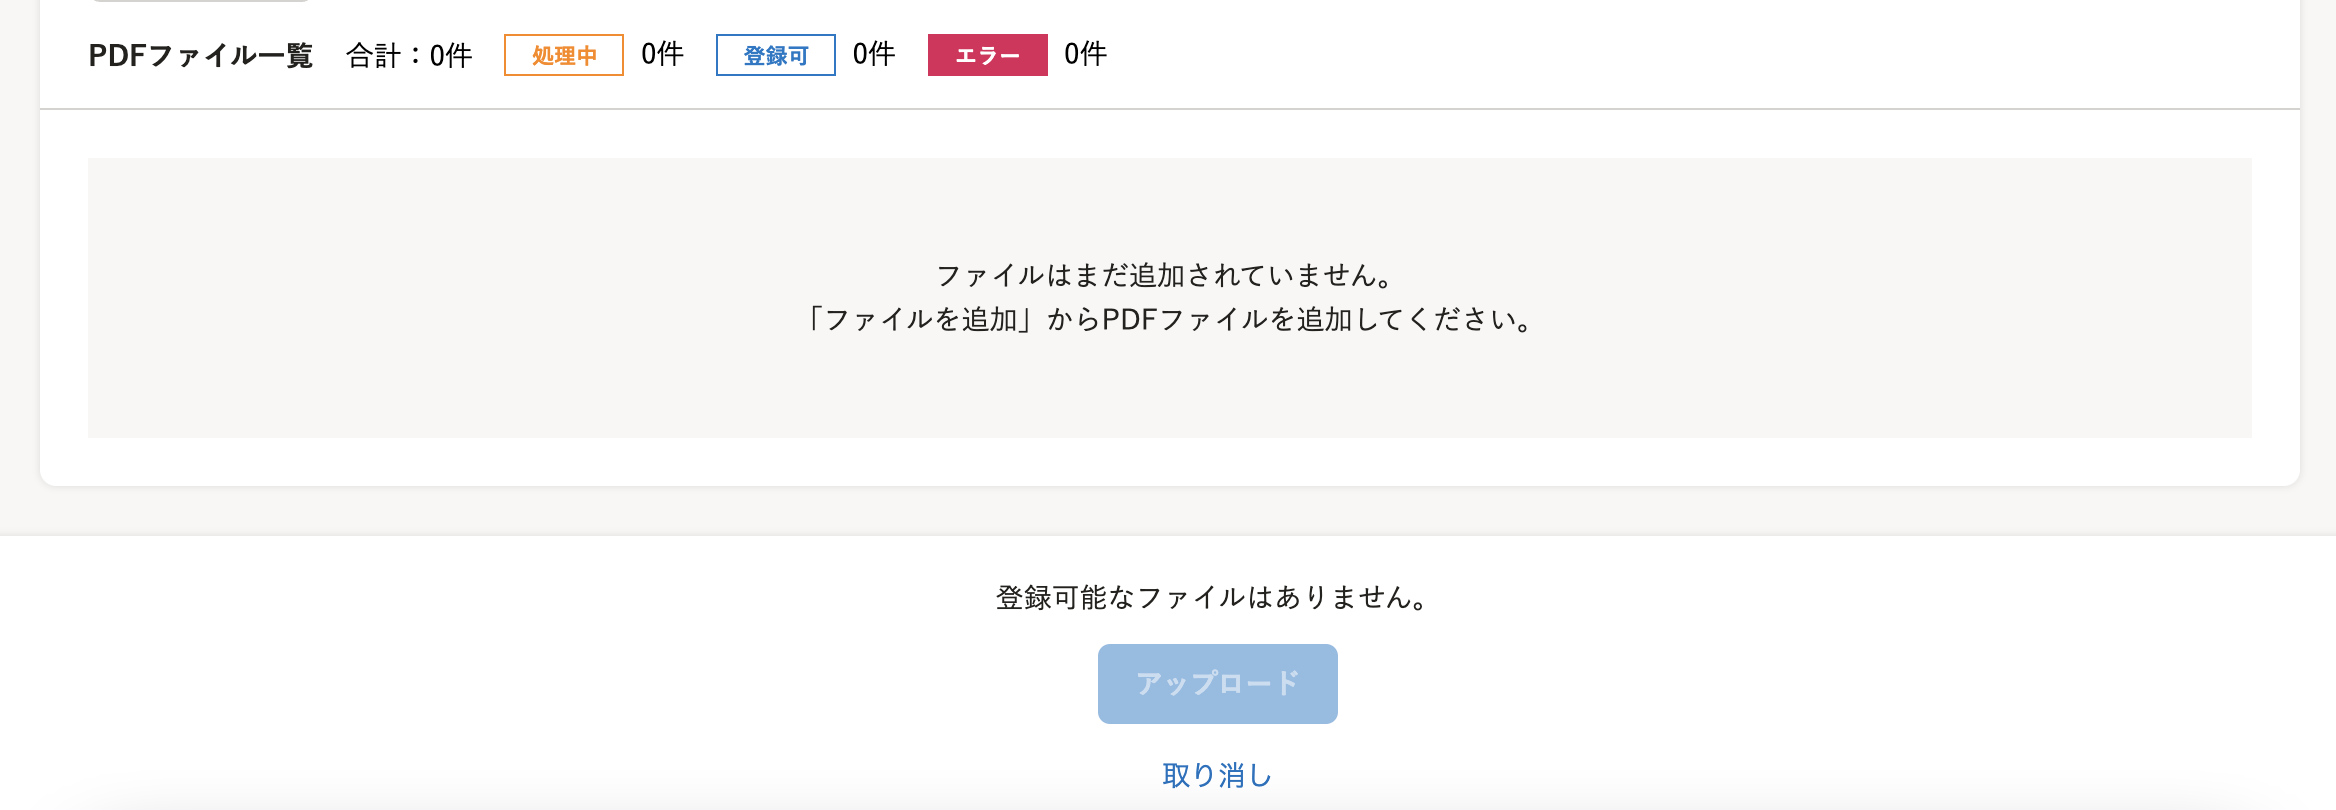 PDFファイル一覧 合計：0件 処理中 0件 登録可 0件 エラー 0件
ファイルはまだ追加されていません。
「ファイルを追加」からPDFファイルを追加してください。
登録可能なファイルはありません。
アップロード
取り消し